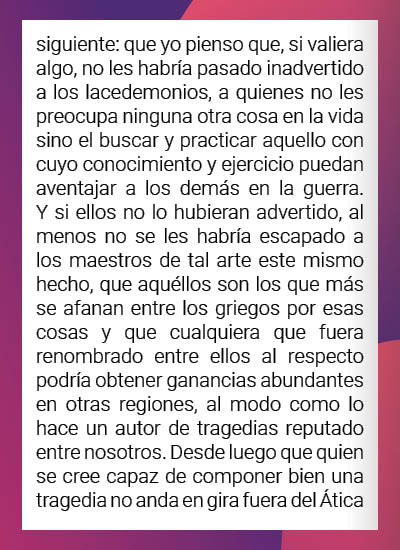 siguiente: que yo pienso que, si valiera
algo, no les habría pasado inadvertido
a los lacedemonios, a quienes no les
preocupa ninguna otra cosa en la vida
sino el buscar y practicar aquello con
cuyo conocimiento y ejercicio puedan
aventajar a los demás en la guerra.
Y si ellos no lo hubieran advertido, al
menos no se les habría escapado a
los maestros de tal arte este mismo
hecho, que aquéllos son los que más
se afanan entre los griegos por esas
cosas y que cualquiera que fuera
renombrado entre ellos al respecto
podría obtener ganancias abundantes
en otras regiones, al modo como lo
hace un autor de tragedias reputado
entre nosotros. Desde luego que quien
se cree capaz de componer bien una
tragedia no anda en gira fuera del Ática